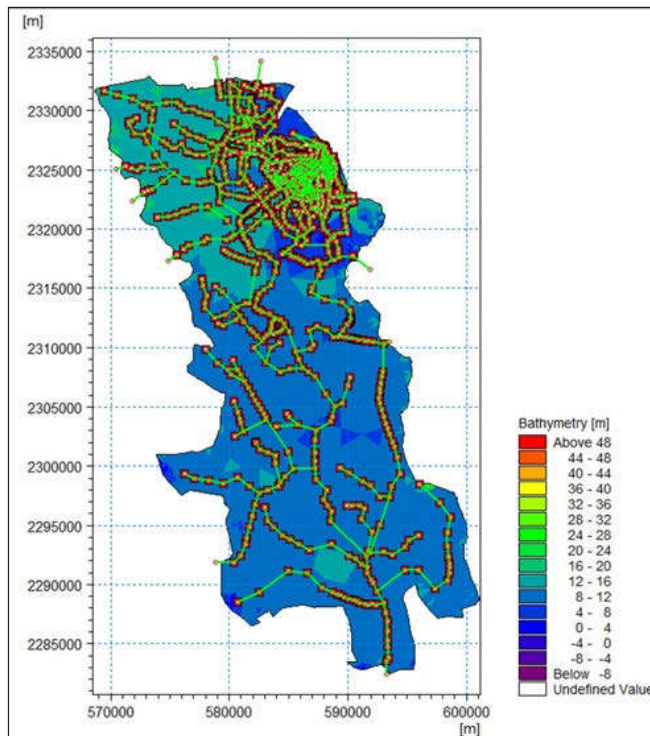 [m]
2335000
2330000
2325000
2320000
2315000
2310000
2305000
2300000
2295000
2290000
2285000
570000 580000 590000 600000
[m]
Bathymetry [m]
Above 48
44 - 48
40 - 44
36 - 40
32 - 36
28 - 32
24 - 28
20 - 24
16 - 20
12 - 16
8 - 12
4 - 8
0 - 4
-4 - 0
-8 - -4
Below -8
Undefined Value